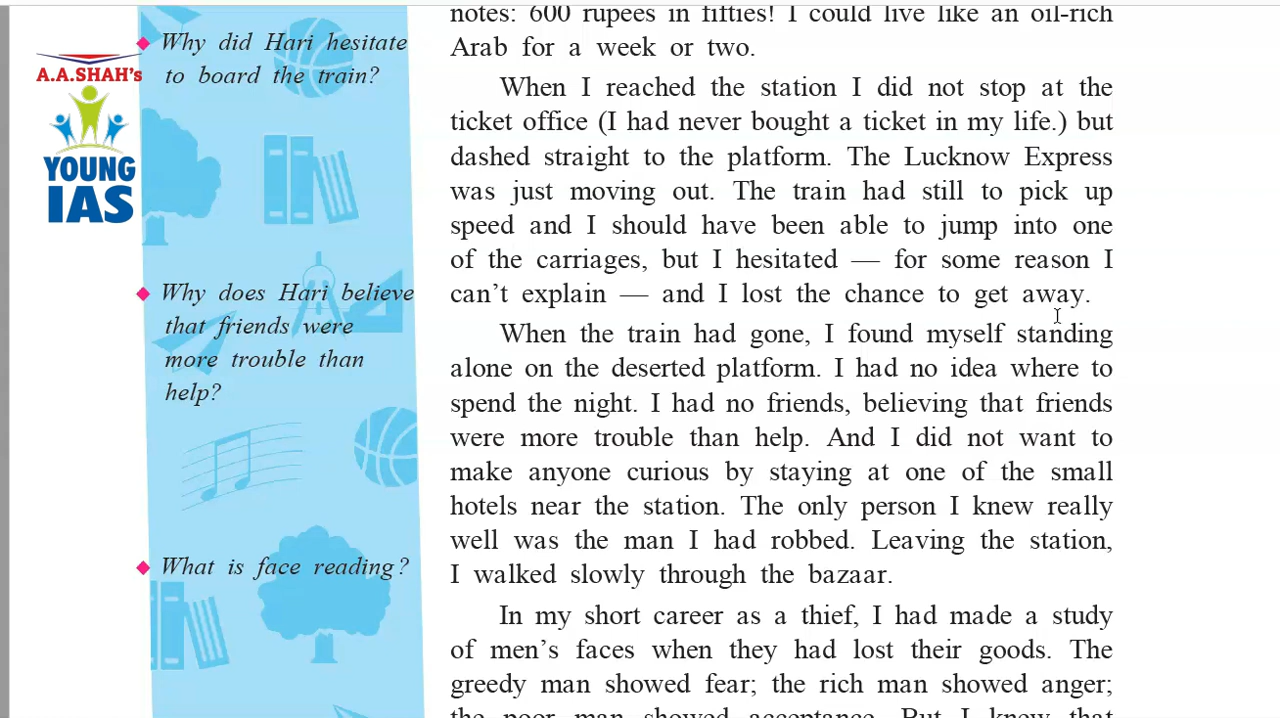 Why did Hari hesitate
to board the train?
A.A.SHAH's
YOUNG
IAS
Why does Hari believe
that friends were
more trouble than
help?
What is face reading?
notes: 600 rupees in fifties! I could live like an oil-rich
Arab for a week or two.
When I reached the station I did not stop at the
ticket office (I had never bought a ticket in my life.) but
dashed straight to the platform. The Lucknow Express
was just moving out. The train had still to pick up
speed and I should have been able to jump into one
of the carriages, but I hesitated — for some reason I
can't explain — and I lost the chance to get away.
When the train had gone, I found myself standing
alone on the deserted platform. I had no idea where to
spend the night. I had no friends, believing that friends
were more trouble than help. And I did not want to
make anyone curious by staying at one of the small
hotels near the station. The only person I knew really
well was the man I had robbed. Leaving the station,
I walked slowly through the bazaar.
In my short career as a thief, I had made a study
of men's faces when they had lost their goods. The
greedy man showed fear; the rich man showed anger;
the poor man showed acceptance. But I knew that